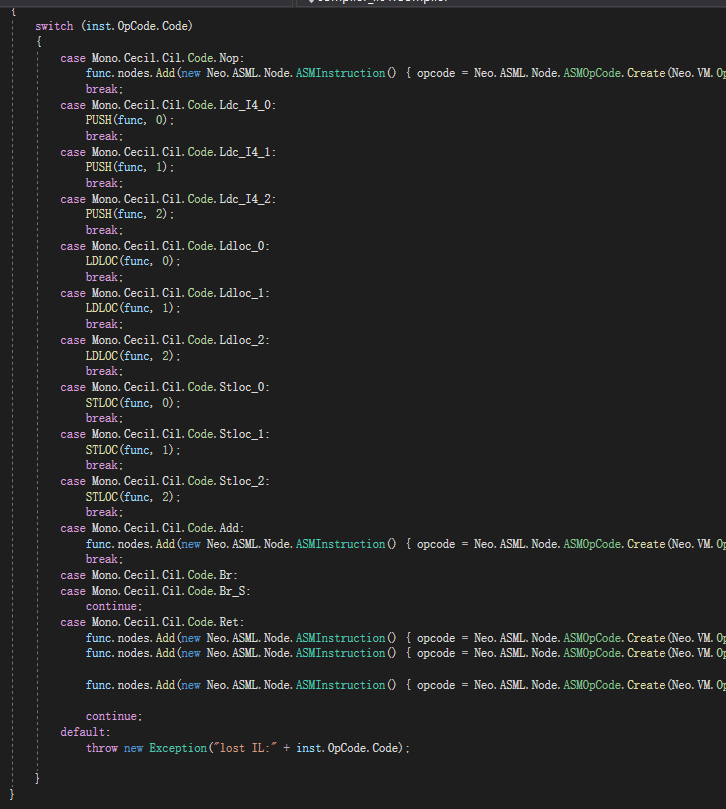 {
switch (inst.OpCode.Code)
{
case Mono.Cecil.Cil.Code.Nop:
func.nodes.Add(new Neo.ASML.Node.ASMInstruction() { opcode = Neo.ASML.Node.ASMOpCode.Create(Neo.VM.Op
break;
case Mono.Cecil.Cil.Code.Ldc_I4_0:
PUSH(func, 0);
break;
case Mono.Cecil.Cil.Code.Ldc_I4_1:
PUSH(func, 1);
break;
case Mono.Cecil.Cil.Code.Ldc_I4_2:
PUSH(func, 2);
break;
case Mono.Cecil.Cil.Code.Ldloc_0:
LDLOC(func, 0);
break;
case Mono.Cecil.Cil.Code.Ldloc_1:
LDLOC(func, 1);
break;
case Mono.Cecil.Cil.Code.Ldloc_2:
LDLOC(func, 2);
break;
case Mono.Cecil.Cil.Code.Stloc_0:
STLOC(func, 0);
break;
case Mono.Cecil.Cil.Code.Stloc_1:
STLOC(func, 1);
break;
case Mono.Cecil.Cil.Code.Stloc_2:
STLOC(func, 2);
break;
case Mono.Cecil.Cil.Code.Add:
func.nodes.Add(new Neo.ASML.Node.ASMInstruction() { opcode = Neo.ASML.Node.ASMOpCode.Create(Neo.VM.Op
break;
case Mono.Cecil.Cil.Code.Br:
case Mono.Cecil.Cil.Code.Br_S:
continue;
case Mono.Cecil.Cil.Code.Ret:
func.nodes.Add(new Neo.ASML.Node.ASMInstruction() { opcode = Neo.ASML.Node.ASMOpCode.Create(Neo.VM.Op
func.nodes.Add(new Neo.ASML.Node.ASMInstruction() { opcode = Neo.ASML.Node.ASMOpCode.Create(Neo.VM.Op
func.nodes.Add(new Neo.ASML.Node.ASMInstruction() { opcode = Neo.ASML.Node.ASMOpCode.Create(Neo.VM.Op
continue;
default:
throw new Exception("lost IL:" + inst.OpCode.Code);
}
}